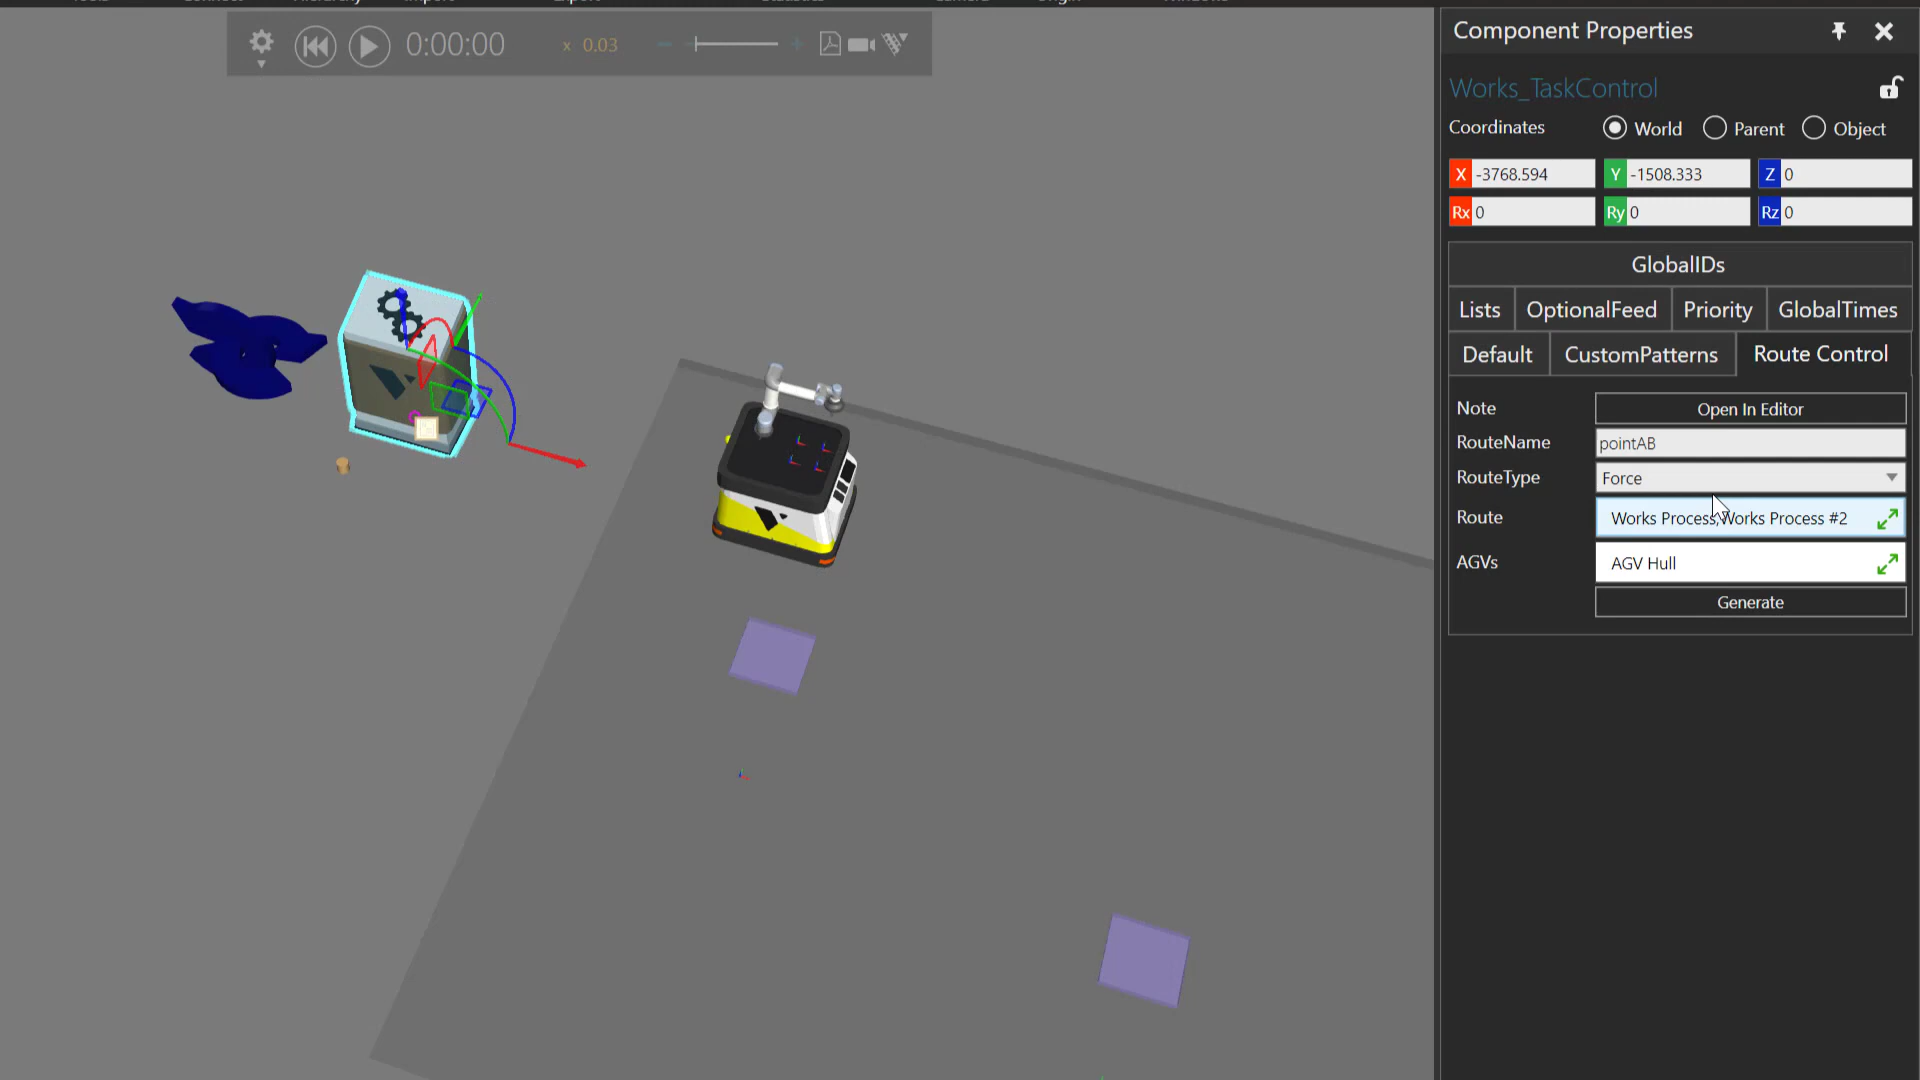 Component Properties
0:00:00
x 0.03
Works_TaskControl
Coordinates World Parent Object
X -3768.594 Y -1508.333 Z 0
Rx 0 Ry 0 Rz 0
GlobalIDs
Lists OptionalFeed Priority GlobalTimes
Default CustomPatterns Route Control
Note Open In Editor
RouteName pointAB
RouteType Force
Route Works Process,Works Process #2
AGVs AGV Hull
Generate